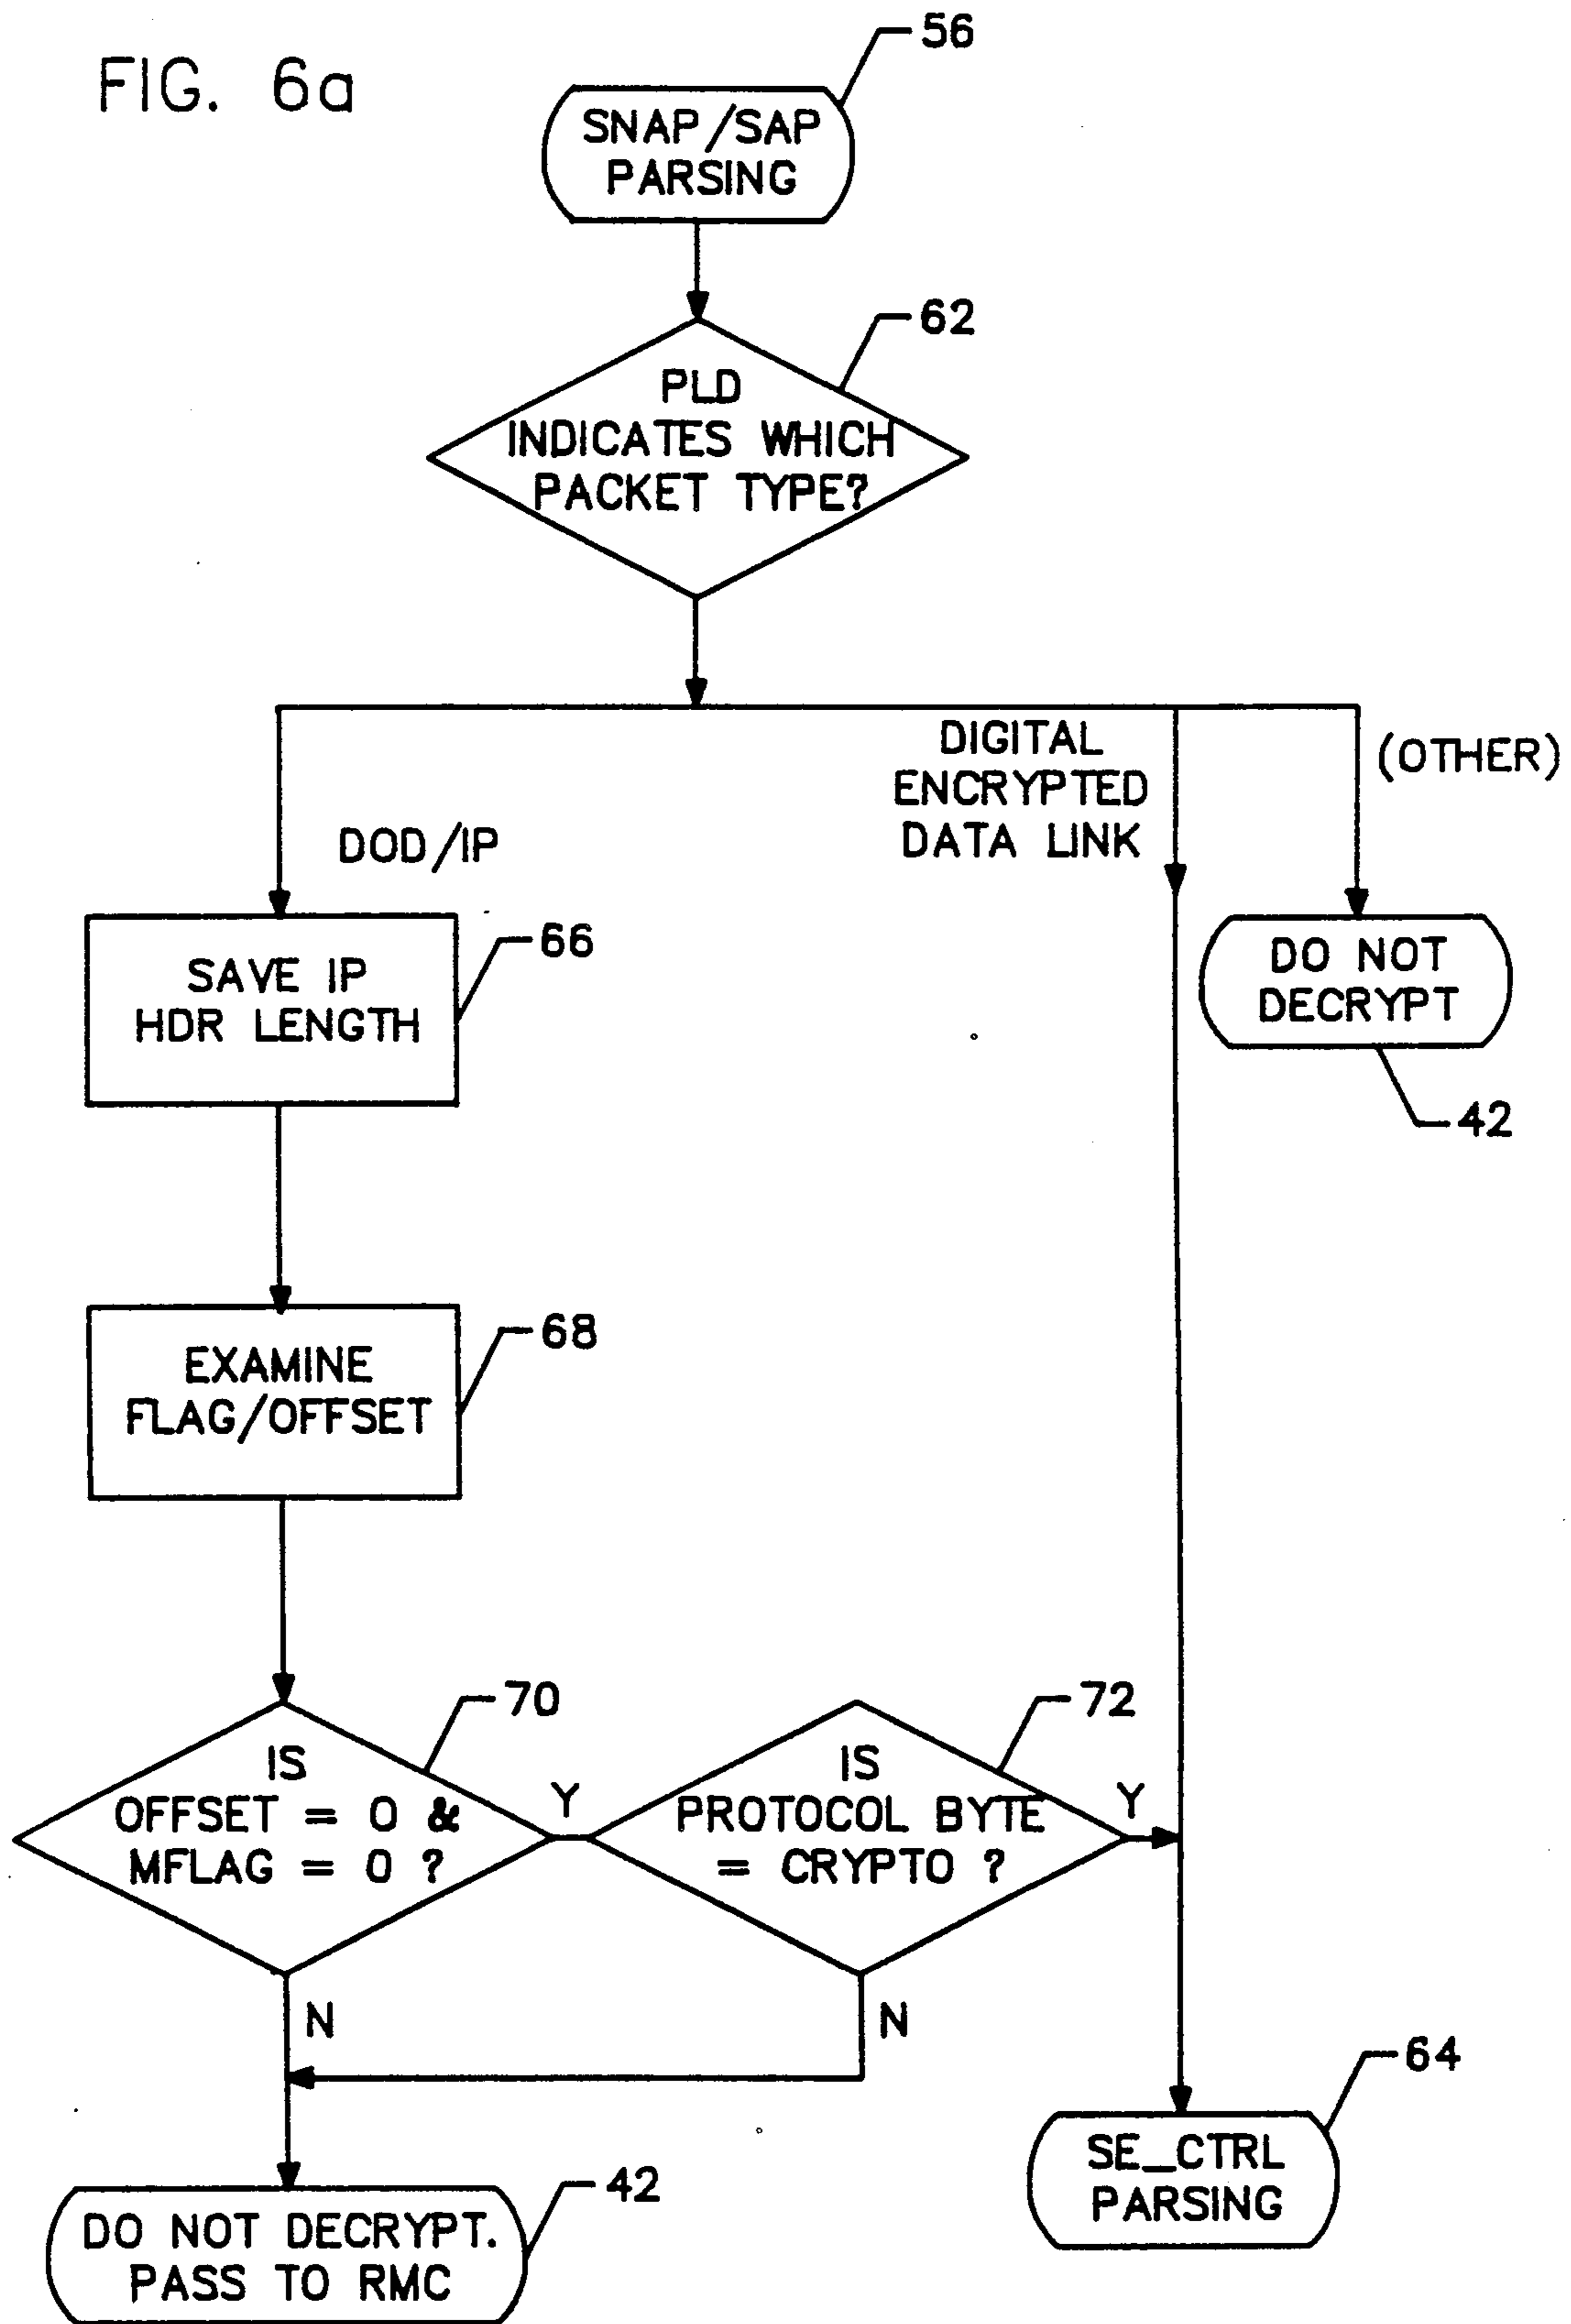 FIG. 6a
56
SNAP/SAP
PARSING
62
PLD
INDICATES WHICH
PACKET TYPE?
DIGITAL
ENCRYPTED
DATA LINK
(OTHER)
DOD/IP
66
SAVE IP
HDR LENGTH
DO NOT
DECRYPT
42
68
EXAMINE
FLAG/OFFSET
70
IS
OFFSET = 0 &
MFLAG = 0 ?
Y
72
IS
PROTOCOL BYTE
= CRYPTO ?
Y
N
N
64
SE_CTRL
PARSING
42
DO NOT DECRYPT.
PASS TO RMC